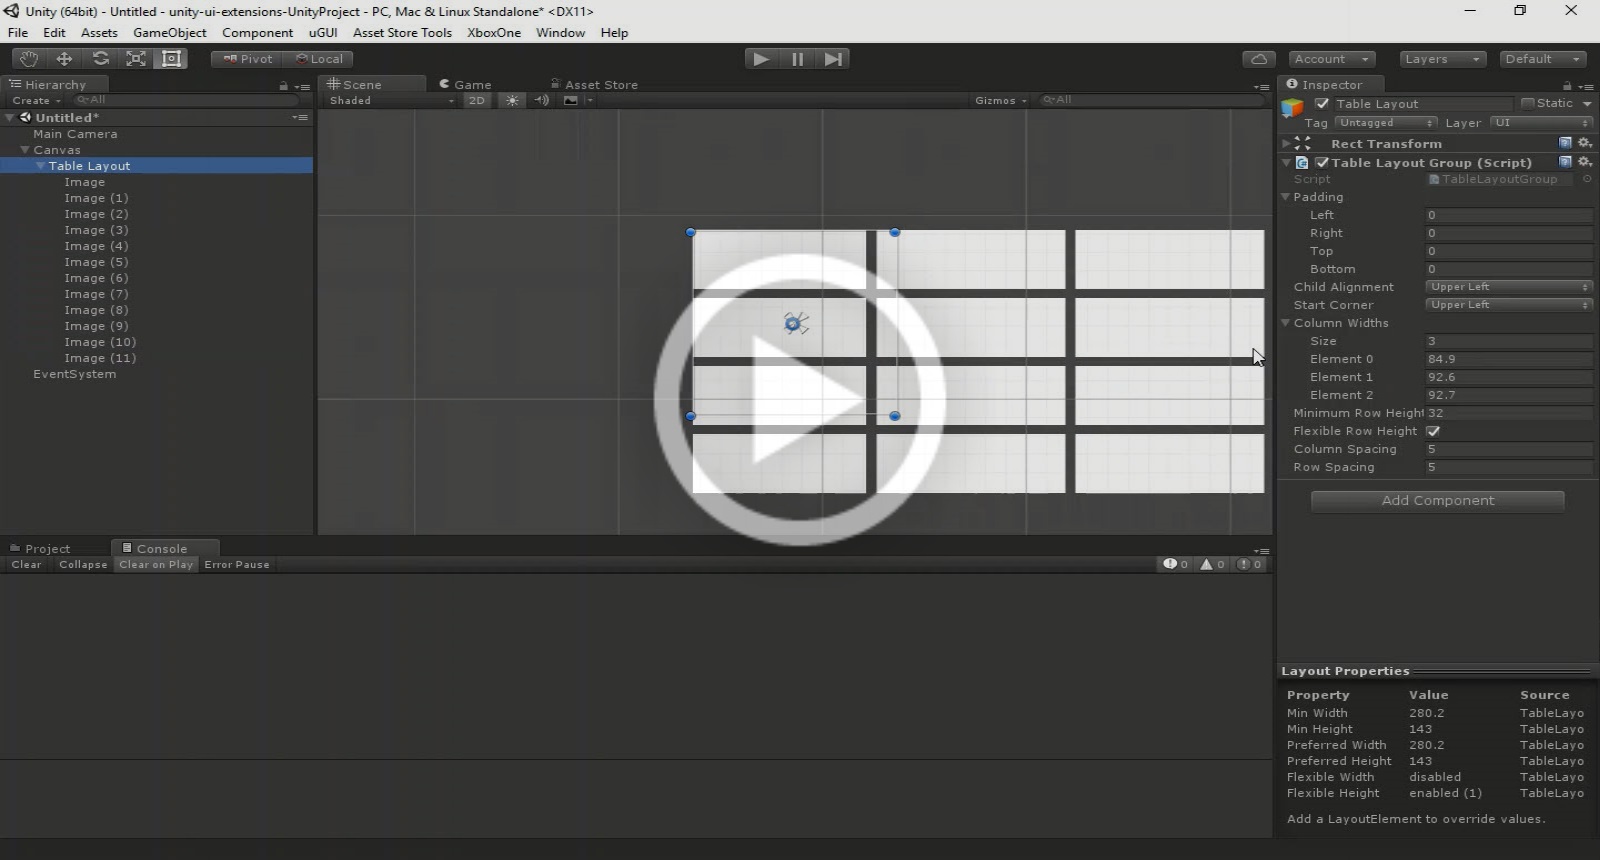 Unity (64bit) - Untitled - unity-ui-extensions-UnityProject - PC, Mac & Linux Standalone* <DX11>
File Edit Assets GameObject Component uGUI Asset Store Tools XboxOne Window Help
Pivot Local Account Layers Default
Hierarchy
Create All
Untitled*
Main Camera
Canvas
Table Layout
Image
Image (1)
Image (2)
Image (3)
Image (4)
Image (5)
Image (6)
Image (7)
Image (8)
Image (9)
Image (10)
Image (11)
EventSystem
Scene Game Asset Store
Shaded 2D Gizmos All
Inspector
Table Layout Static
Tag Untagged Layer UI
Rect Transform
Table Layout Group (Script)
Script TableLayoutGroup
Padding
Left 0
Right 0
Top 0
Bottom 0
Child Alignment Upper Left
Start Corner Upper Left
Column Widths
Size 3
Element 0 84.9
Element 1 92.6
Element 2 92.7
Minimum Row Height 32
Flexible Row Height
Column Spacing 5
Row Spacing 5
Add Component
Project Console
Clear Collapse Clear on Play Error Pause 0 0 0
Layout Properties
Property Value Source
Min Width 280.2 TableLayo
Min Height 143 TableLayo
Preferred Width 280.2 TableLayo
Preferred Height 143 TableLayo
Flexible Width disabled TableLayo
Flexible Height enabled (1) TableLayo
Add a LayoutElement to override values.